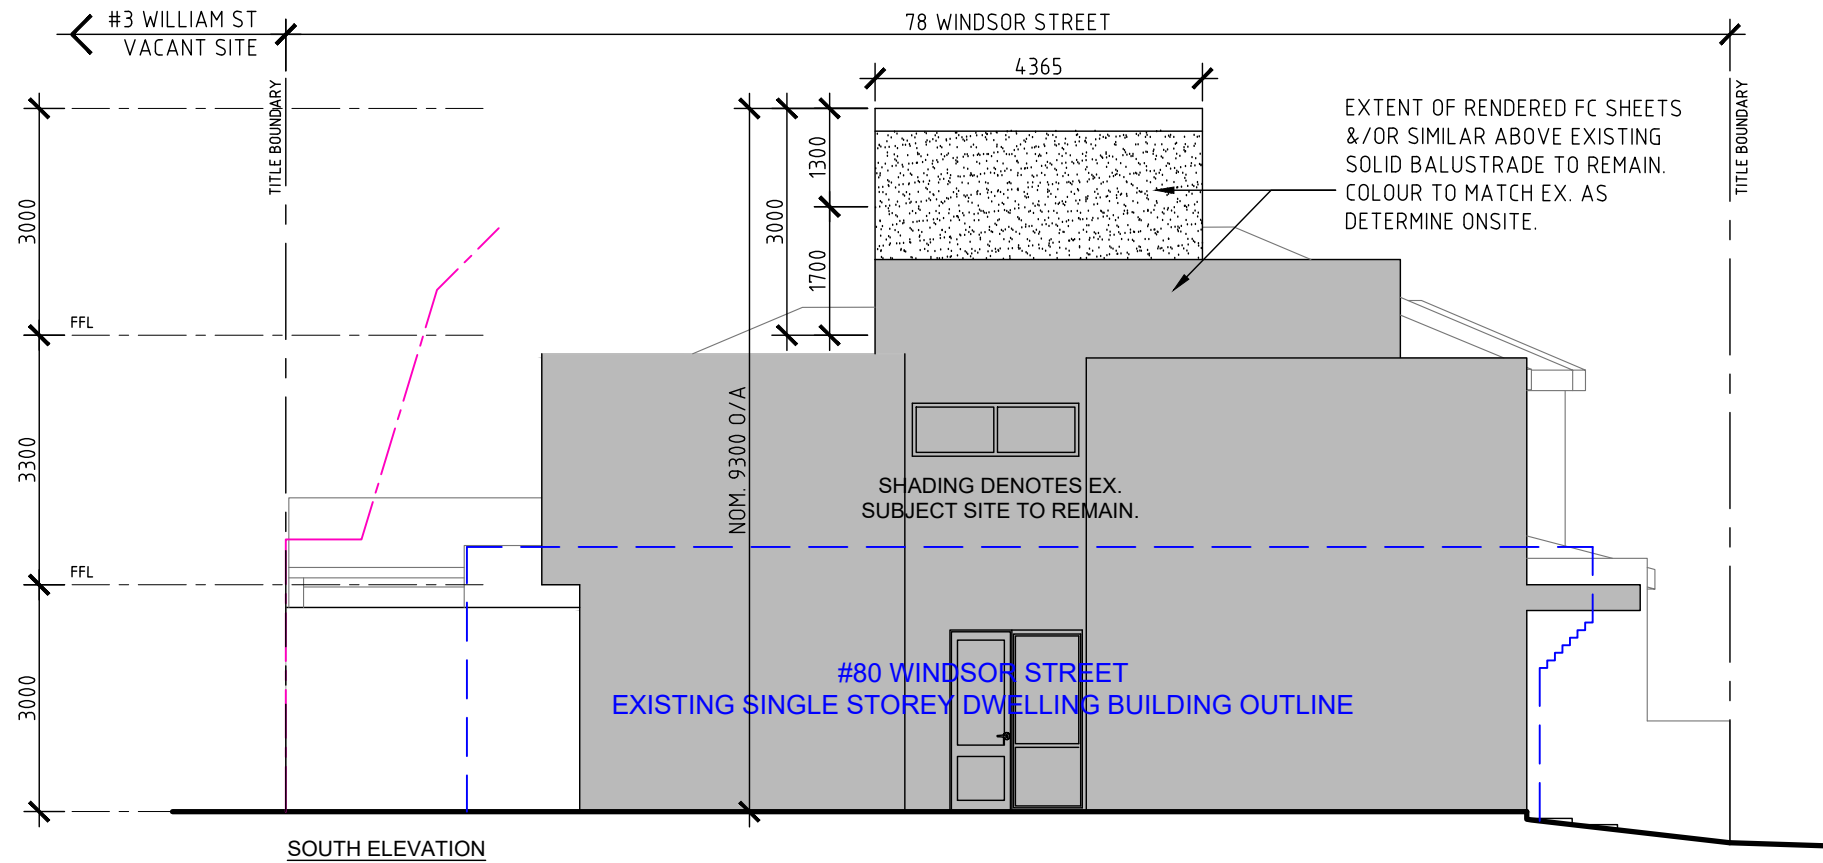 #3 WILLIAM ST
VACANT SITE
78 WINDSOR STREET
4365
TITLE BOUNDARY
TITLE BOUNDARY
EXTENT OF RENDERED FC SHEETS
&/OR SIMILAR ABOVE EXISTING
SOLID BALUSTRADE TO REMAIN.
COLOUR TO MATCH EX. AS
DETERMINE ONSITE.
3000
1300
3000
1700
FFL
3300
NOM. 9300 O/A
SHADING DENOTES EX.
SUBJECT SITE TO REMAIN.
FFL
3000
#80 WINDSOR STREET
EXISTING SINGLE STOREY DWELLING BUILDING OUTLINE
SOUTH ELEVATION